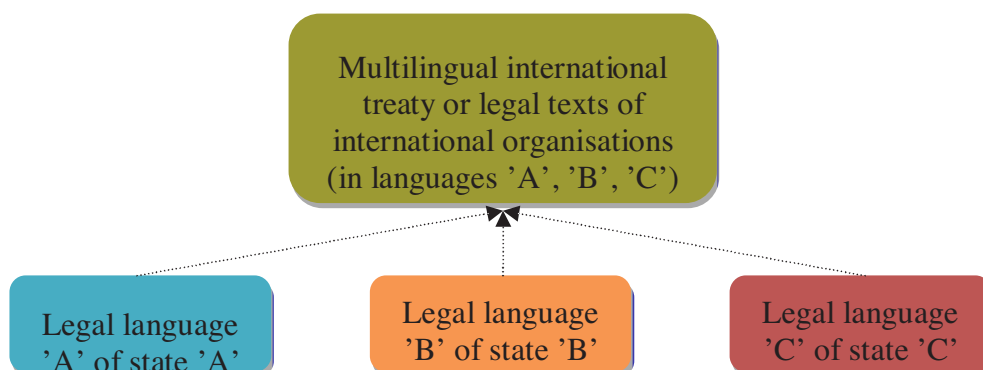 Multilingual international
treaty or legal texts of
international organisations
(in languages ’A’, ’B’, ’C’)
Legal language
’A’ of state ’A’
Legal language
’B’ of state ’B’
Legal language
’C’ of state ’C’